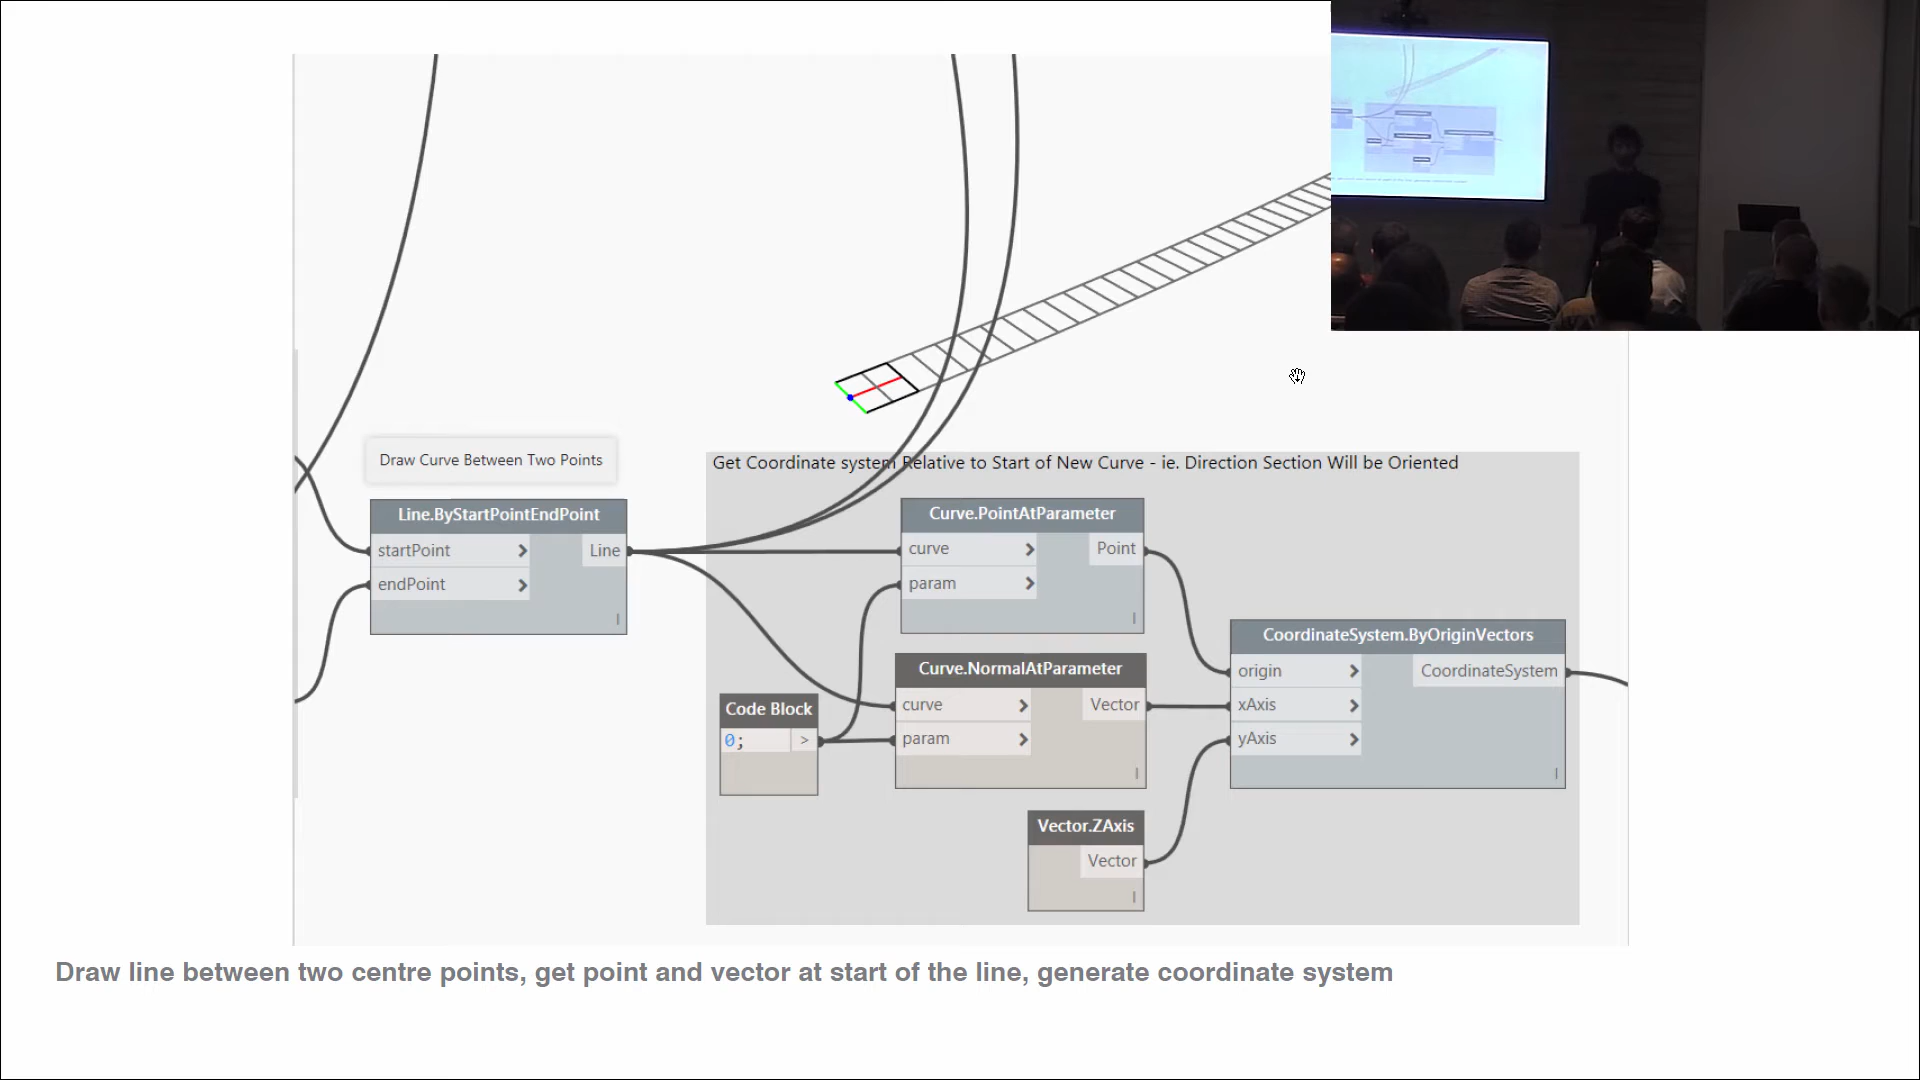 Draw Curve Between Two Points
Line.ByStartPointEndPoint
startPoint
endPoint
Line
Get Coordinate system Relative to Start of New Curve - ie. Direction Section Will be Oriented
Curve.PointAtParameter
curve
param
Point
Code Block
0;
>
Curve.NormalAtParameter
curve
param
Vector
Vector.ZAxis
Vector
CoordinateSystem.ByOriginVectors
origin
xAxis
yAxis
CoordinateSystem
Draw line between two centre points, get point and vector at start of the line, generate coordinate system